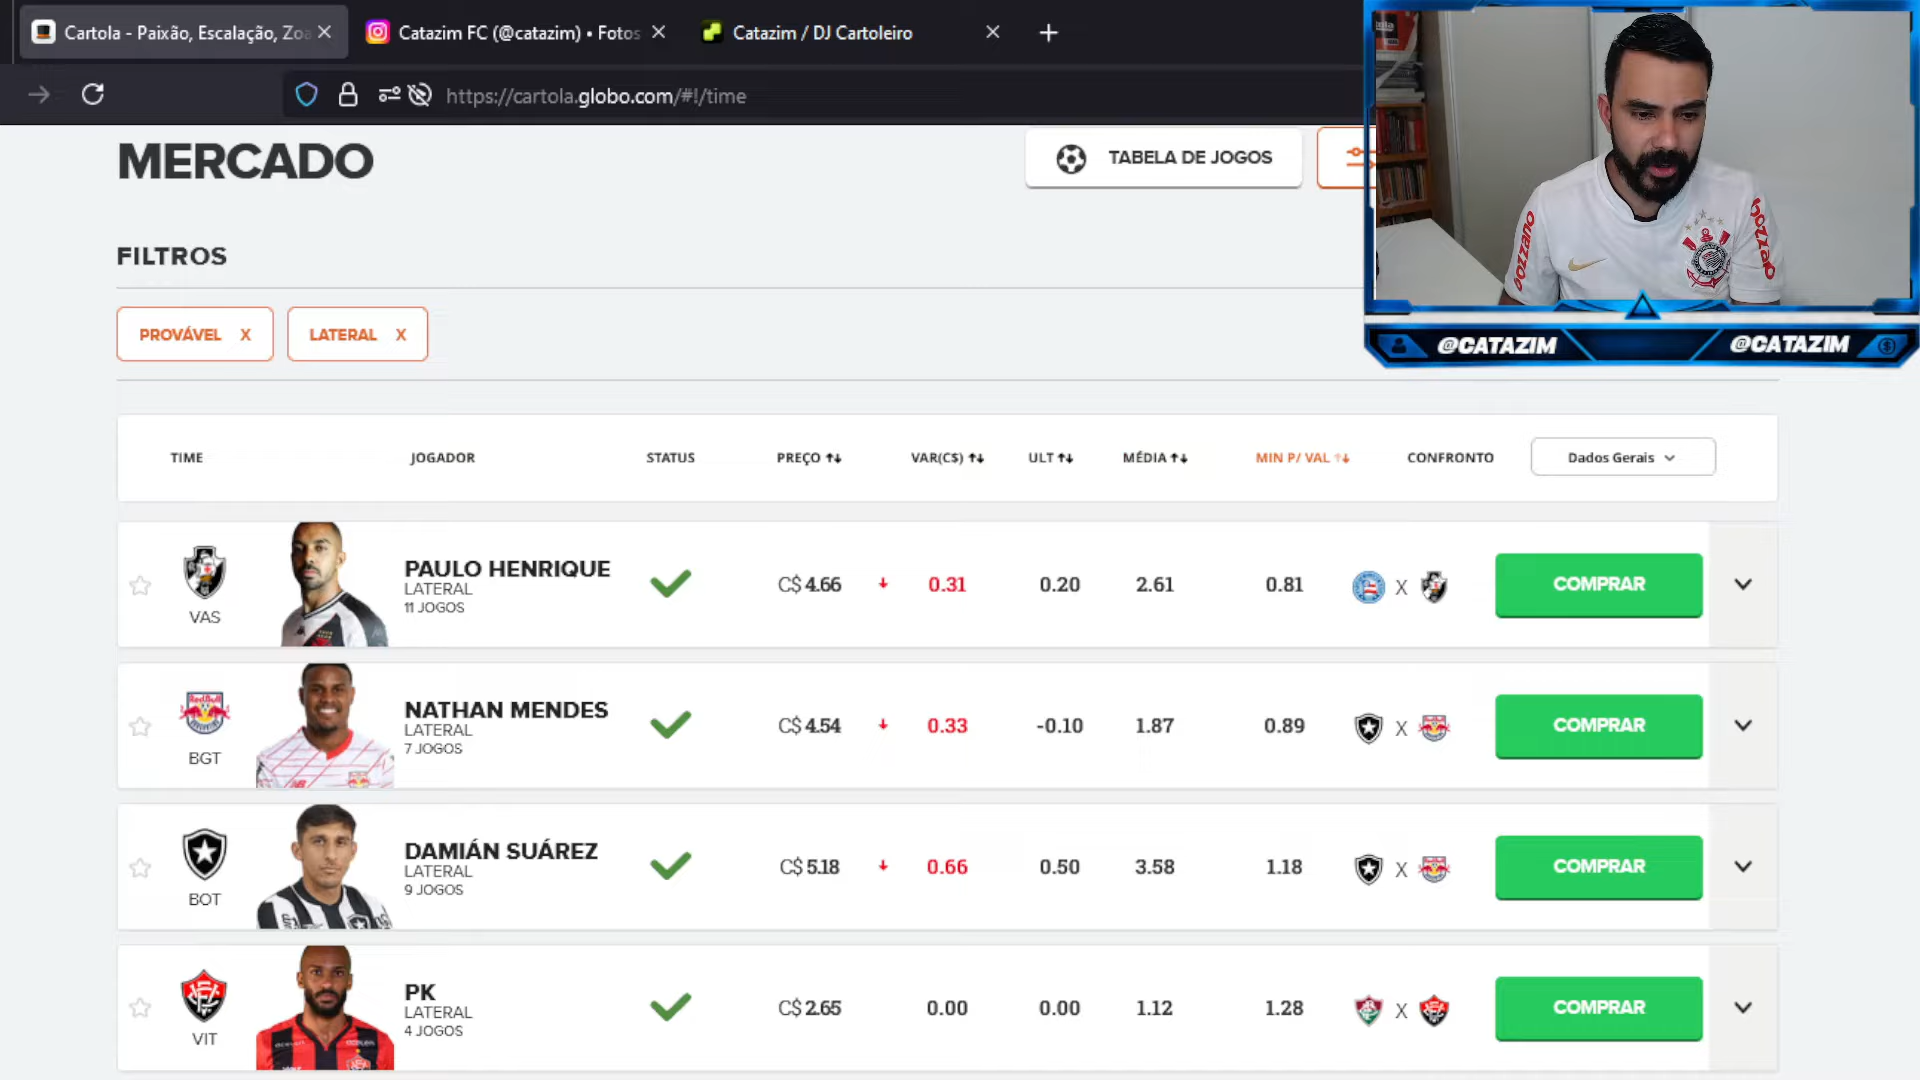 Cartola - Paixão, Escalação, Zoa
Catazim FC (@catazim) • Fotos
Catazim / DJ Cartoleiro
https://cartola.globo.com/#!/time
MERCADO
TABELA DE JOGOS
FILTROS
PROVÁVEL X
LATERAL X
bozzano
bozzano
@CATAZIM
@CATAZIM
TIME JOGADOR STATUS PREÇO VAR(C$) ULT MÉDIA MIN P/ VAL CONFRONTO Dados Gerais
VAS
PAULO HENRIQUE
LATERAL
11 JOGOS
C$ 4.66 0.31 0.20 2.61 0.81 X COMPRAR
BGT
NATHAN MENDES
LATERAL
7 JOGOS
C$ 4.54 0.33 -0.10 1.87 0.89 X COMPRAR
BOT
DAMIÁN SUÁREZ
LATERAL
9 JOGOS
C$ 5.18 0.66 0.50 3.58 1.18 X COMPRAR
VIT
PK
LATERAL
4 JOGOS
C$ 2.65 0.00 0.00 1.12 1.28 X COMPRAR